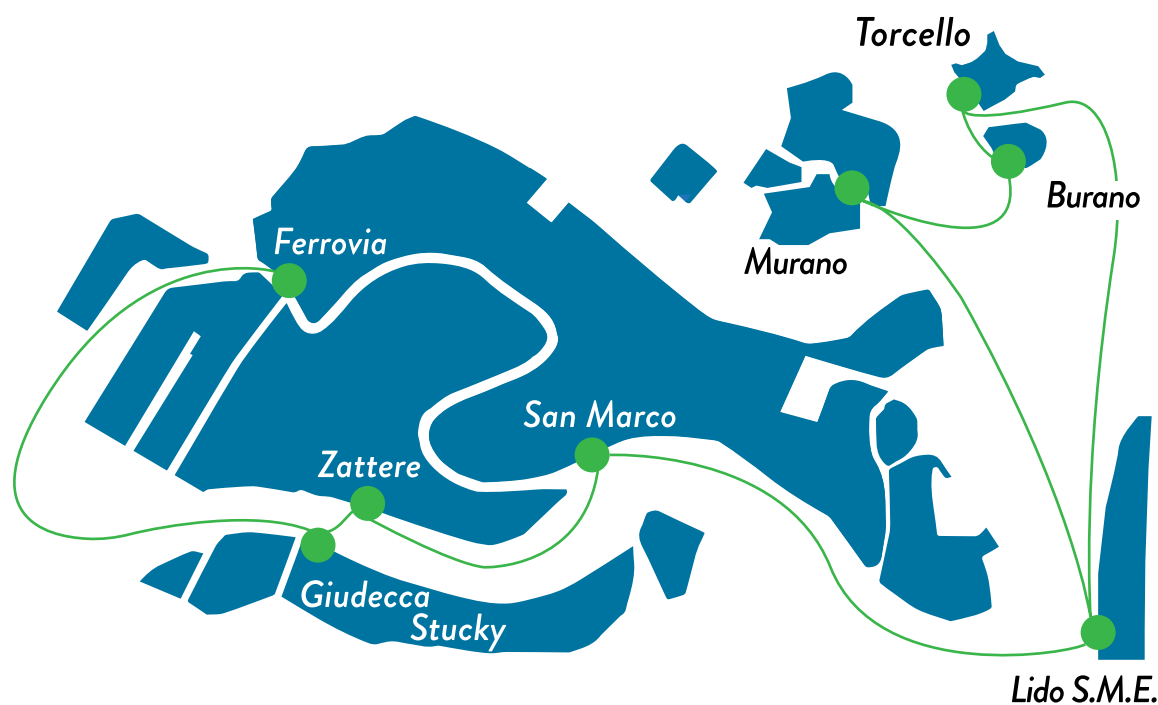 Torcello
Burano
Murano
Ferrovia
San Marco
Zattere
Giudecca
Stucky
Lido S.M.E.